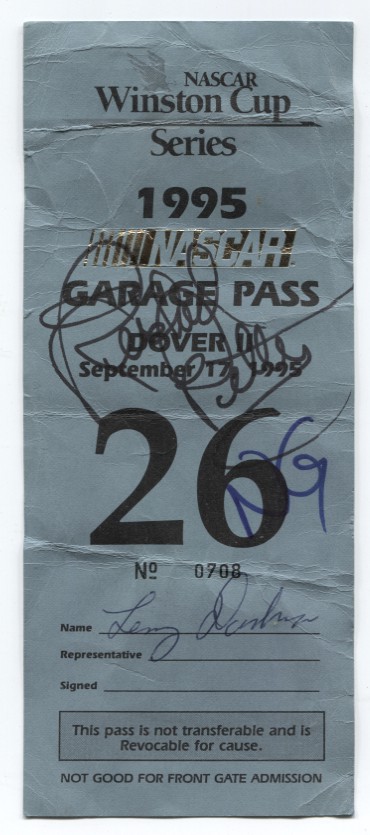 NASCAR
Winston Cup
Series
1995
NASCAR
GARAGE PASS
DOVER II
September 17, 1995
26
Nº 0708
Name
Representative
Signed
This pass is not transferable and is
Revocable for cause.
NOT GOOD FOR FRONT GATE ADMISSION